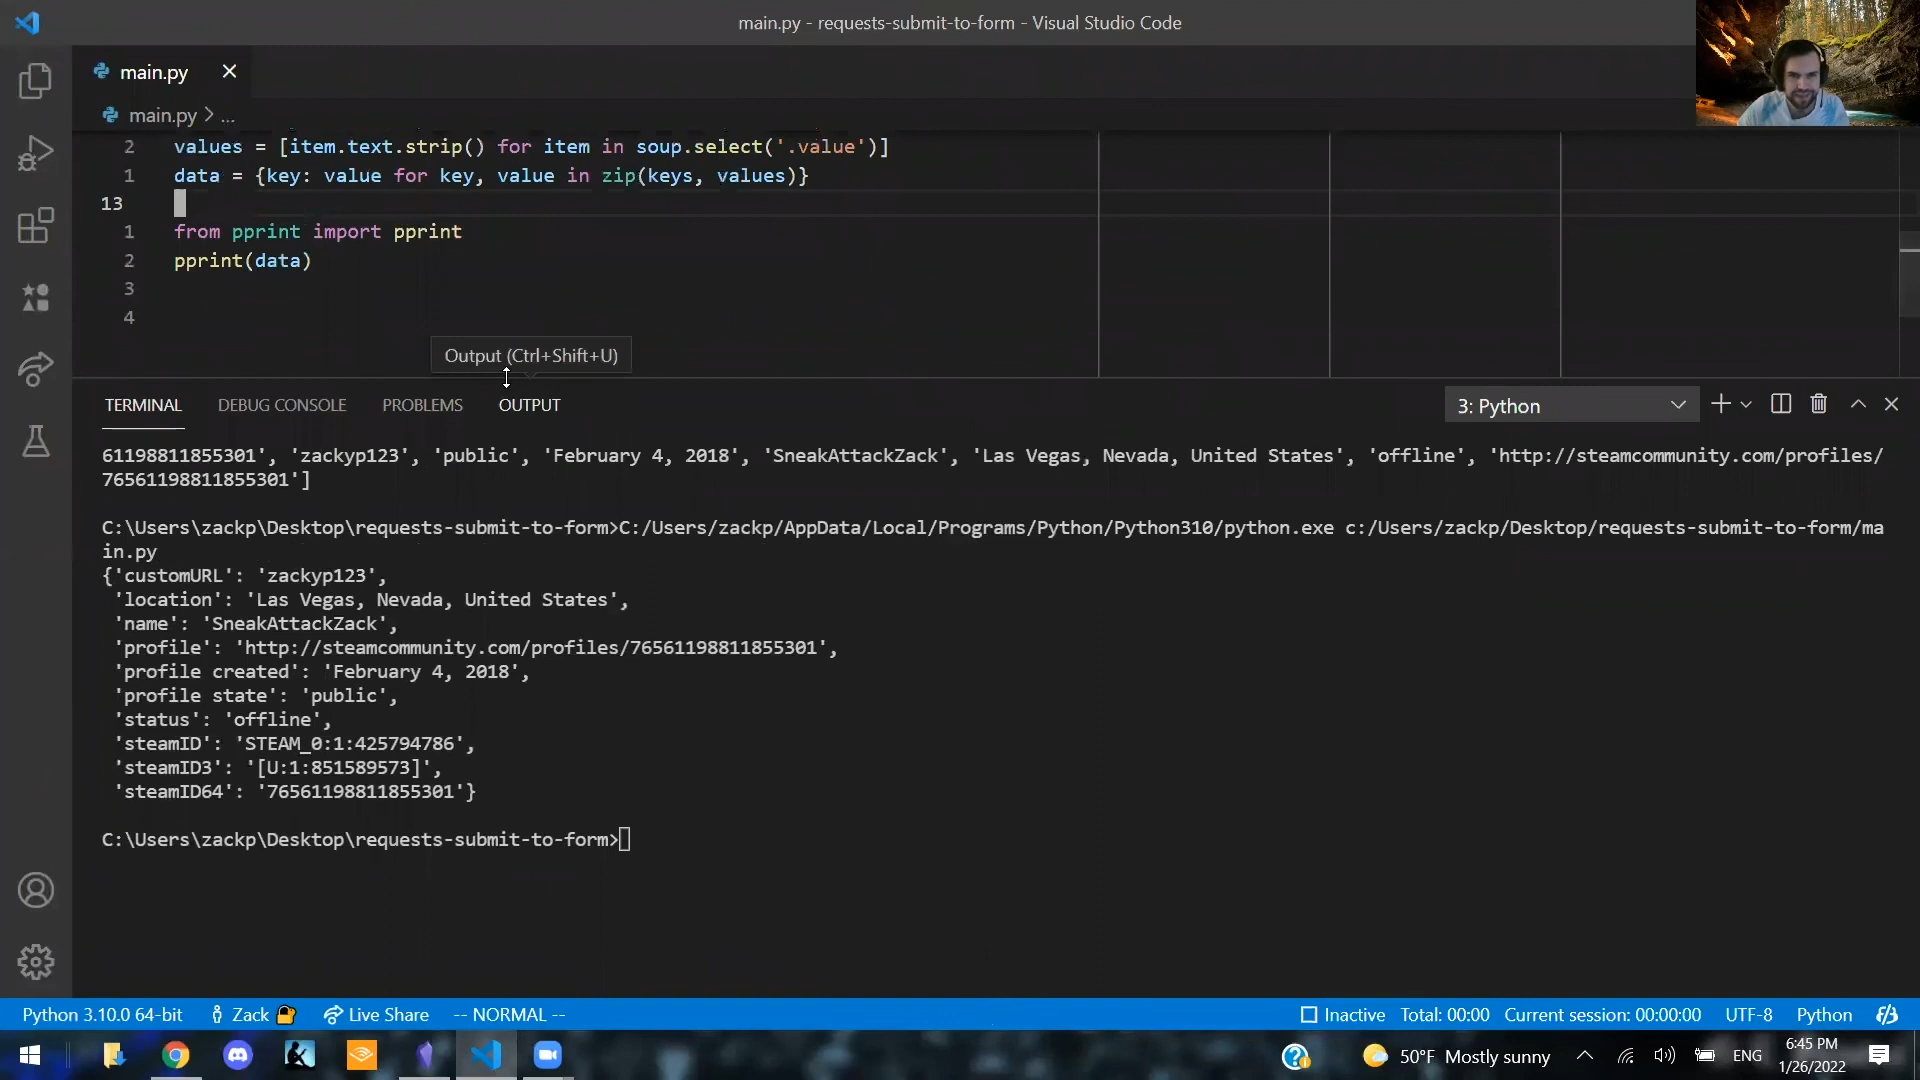 main.py - requests-submit-to-form - Visual Studio Code
main.py
main.py > ...
2 values = [item.text.strip() for item in soup.select('.value')]
1 data = {key: value for key, value in zip(keys, values)}
13
1 from pprint import pprint
2 pprint(data)
3
4
Output (Ctrl+Shift+U)
TERMINAL DEBUG CONSOLE PROBLEMS OUTPUT 3: Python
61198811855301', 'zackyp123', 'public', 'February 4, 2018', 'SneakAttackZack', 'Las Vegas, Nevada, United States', 'offline', 'http://steamcommunity.com/profiles/
76561198811855301']
C:\Users\zackp\Desktop\requests-submit-to-form>C:/Users/zackp/AppData/Local/Programs/Python/Python310/python.exe c:/Users/zackp/Desktop/requests-submit-to-form/ma
in.py
{'customURL': 'zackyp123',
'location': 'Las Vegas, Nevada, United States',
'name': 'SneakAttackZack',
'profile': 'http://steamcommunity.com/profiles/76561198811855301',
'profile created': 'February 4, 2018',
'profile state': 'public',
'status': 'offline',
'steamID': 'STEAM_0:1:425794786',
'steamID3': '[U:1:851589573]',
'steamID64': '76561198811855301'}
C:\Users\zackp\Desktop\requests-submit-to-form>
Python 3.10.0 64-bit Zack Live Share -- NORMAL -- Inactive Total: 00:00 Current session: 00:00:00 UTF-8 Python
50°F Mostly sunny ENG 6:45 PM
1/26/2022